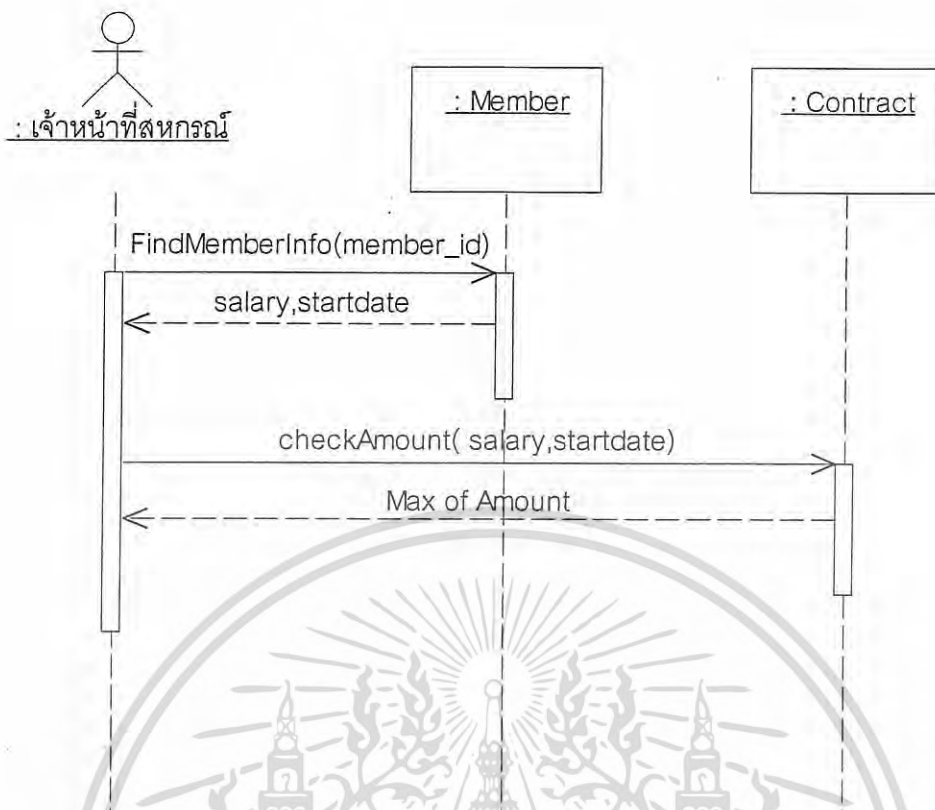 : เจ้าหน้าที่สหกรณ์
: Member
: Contract
FindMemberInfo(member_id)
salary,startdate
checkAmount( salary,startdate)
Max of Amount